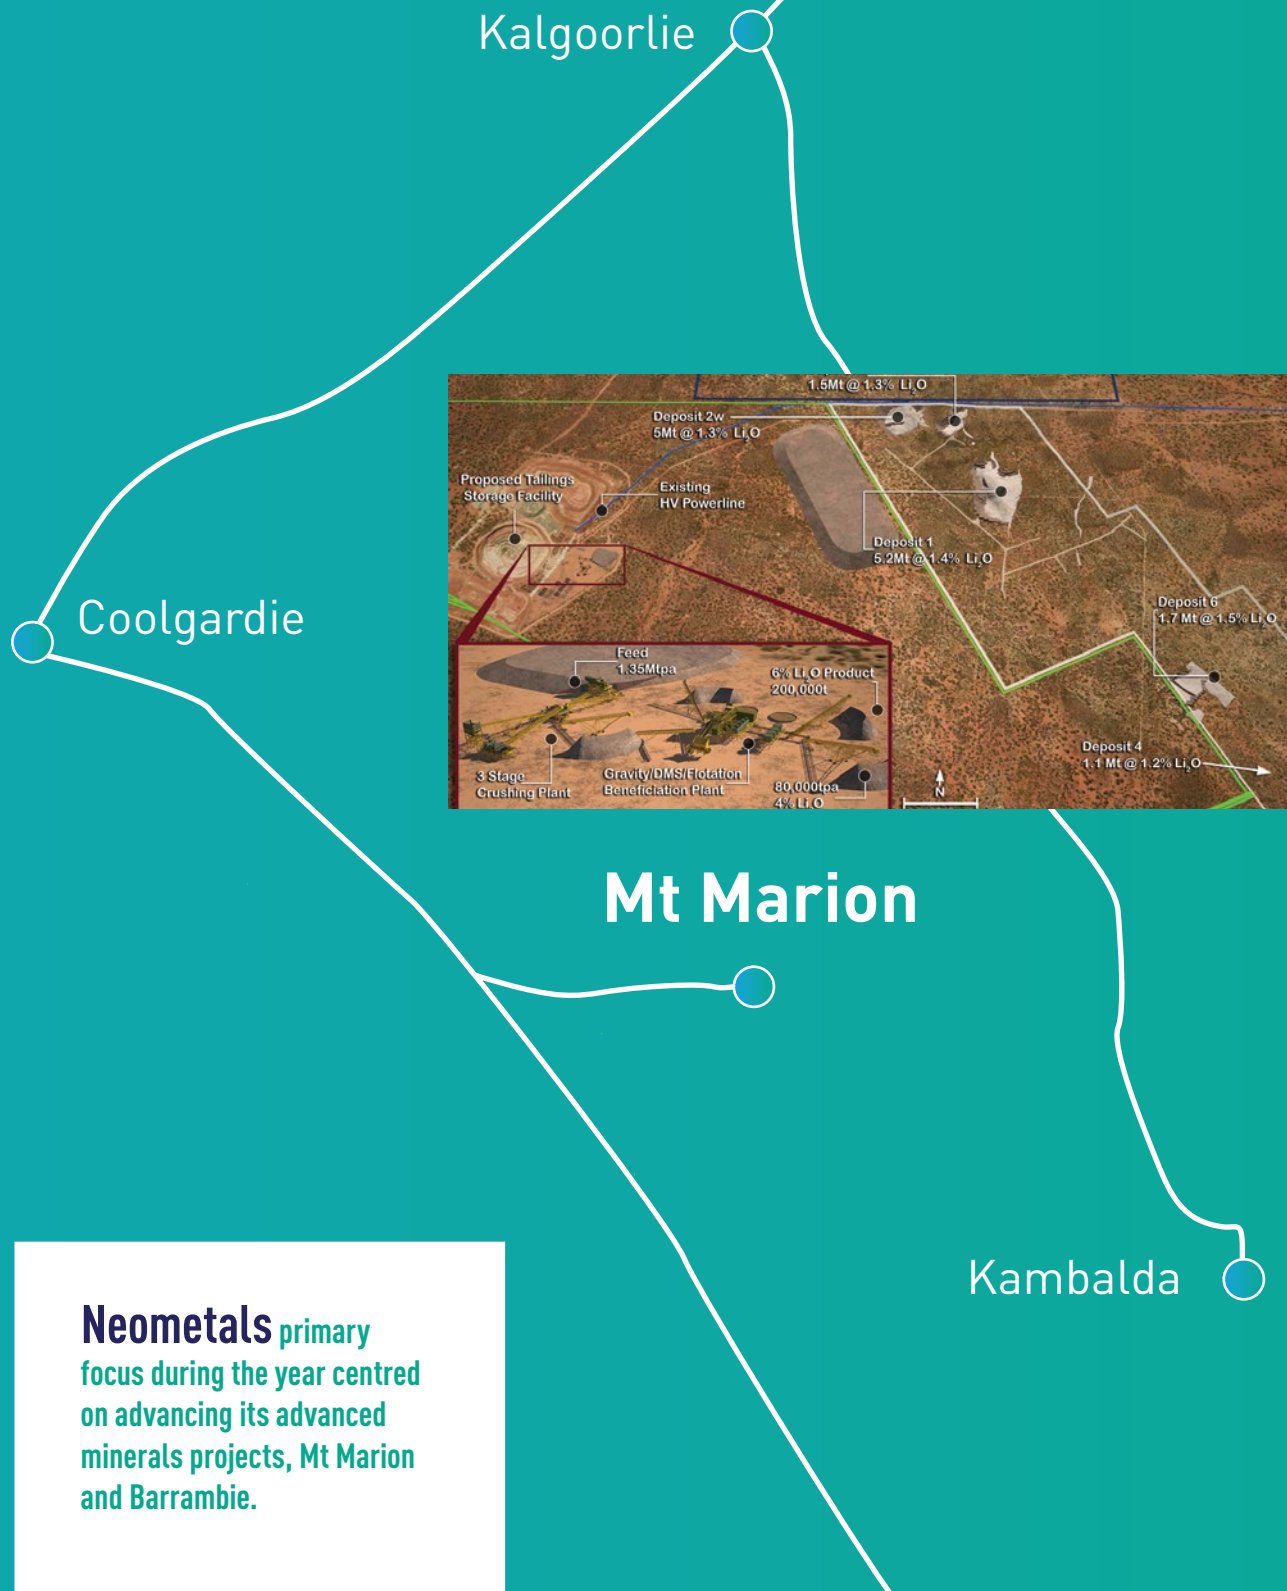 Kalgoorlie
1.5Mt @ 1.3% Li₂O
Deposit 2w
5Mt @ 1.3% Li₂O
Proposed Tailings
Storage Facility
Existing
HV Powerline
Deposit 1
5.2Mt @ 1.4% Li₂O
Deposit 6
1.7 Mt @ 1.5% Li₂O
Coolgardie
Feed
1.35Mtpa
6% Li₂O Product
200,000t
Deposit 4
1.1 Mt @ 1.2% Li₂O
3 Stage
Crushing Plant
Gravity/DMS/Flotation
Beneficiation Plant
80,000tpa
4% Li₂O
N
Mt Marion
Kambalda
Neometals primary
focus during the year centred
on advancing its advanced
minerals projects, Mt Marion
and Barrambie.